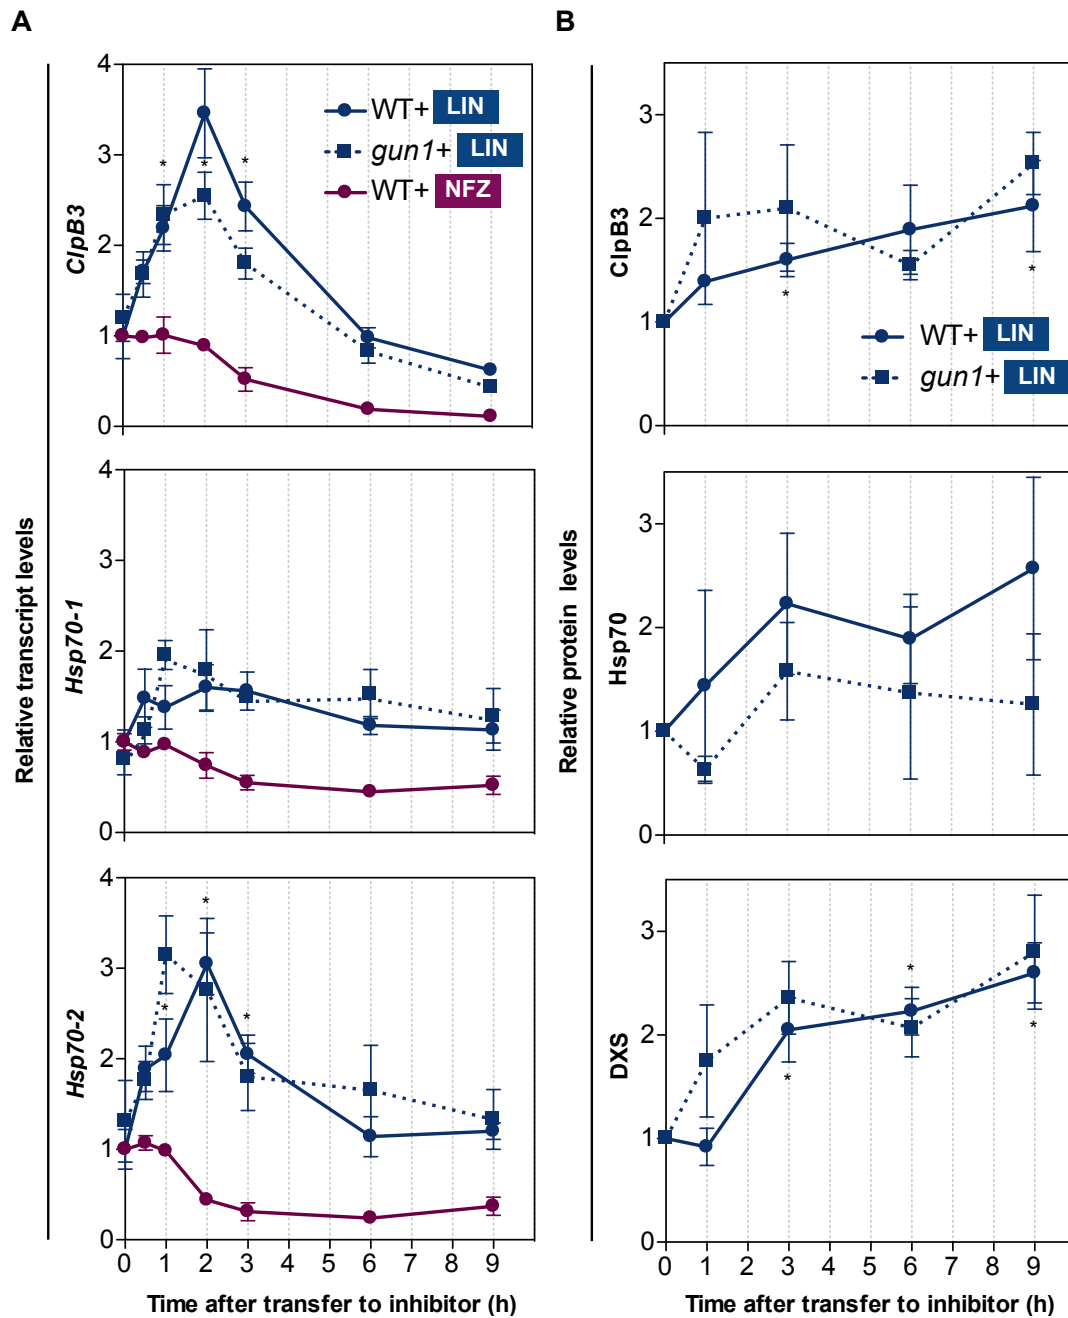 A
B
Relative transcript levels
ClpB3
4
3
2
1
0
WT+ LIN
gun1+ LIN
WT+ NFZ
* * *
Hsp70-1
4
3
2
1
0
Hsp70-2
4
3
2
1
0
* * *
0 1 2 3 4 5 6 7 8 9
Time after transfer to inhibitor (h)
Relative protein levels
ClpB3
3
2
1
0
* *
WT+ LIN
gun1+ LIN
Hsp70
3
2
1
0
DXS
3
2
1
0
* * *
0 1 2 3 4 5 6 7 8 9
Time after transfer to inhibitor (h)